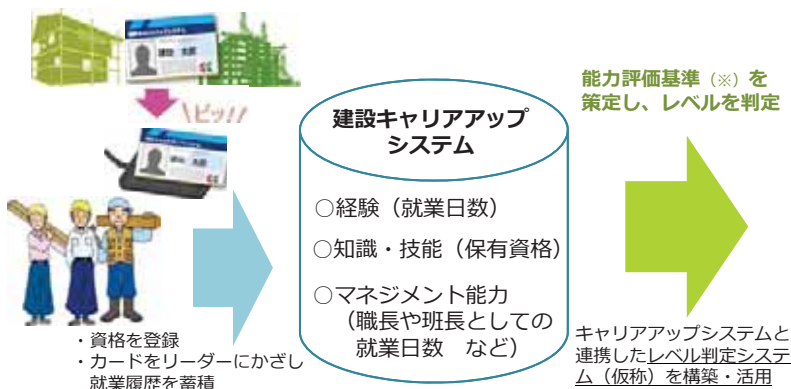 \ピッ!!/
・資格を登録
・カードをリーダーにかざし
就業履歴を蓄積
建設キャリアアップ
システム
○経験（就業日数）
○知識・技能（保有資格）
○マネジメント能力
（職長や班長としての
就業日数　など）
能力評価基準（※）を
策定し、レベルを判定
キャリアアップシステムと
連携したレベル判定システ
ム（仮称）を構築・活用